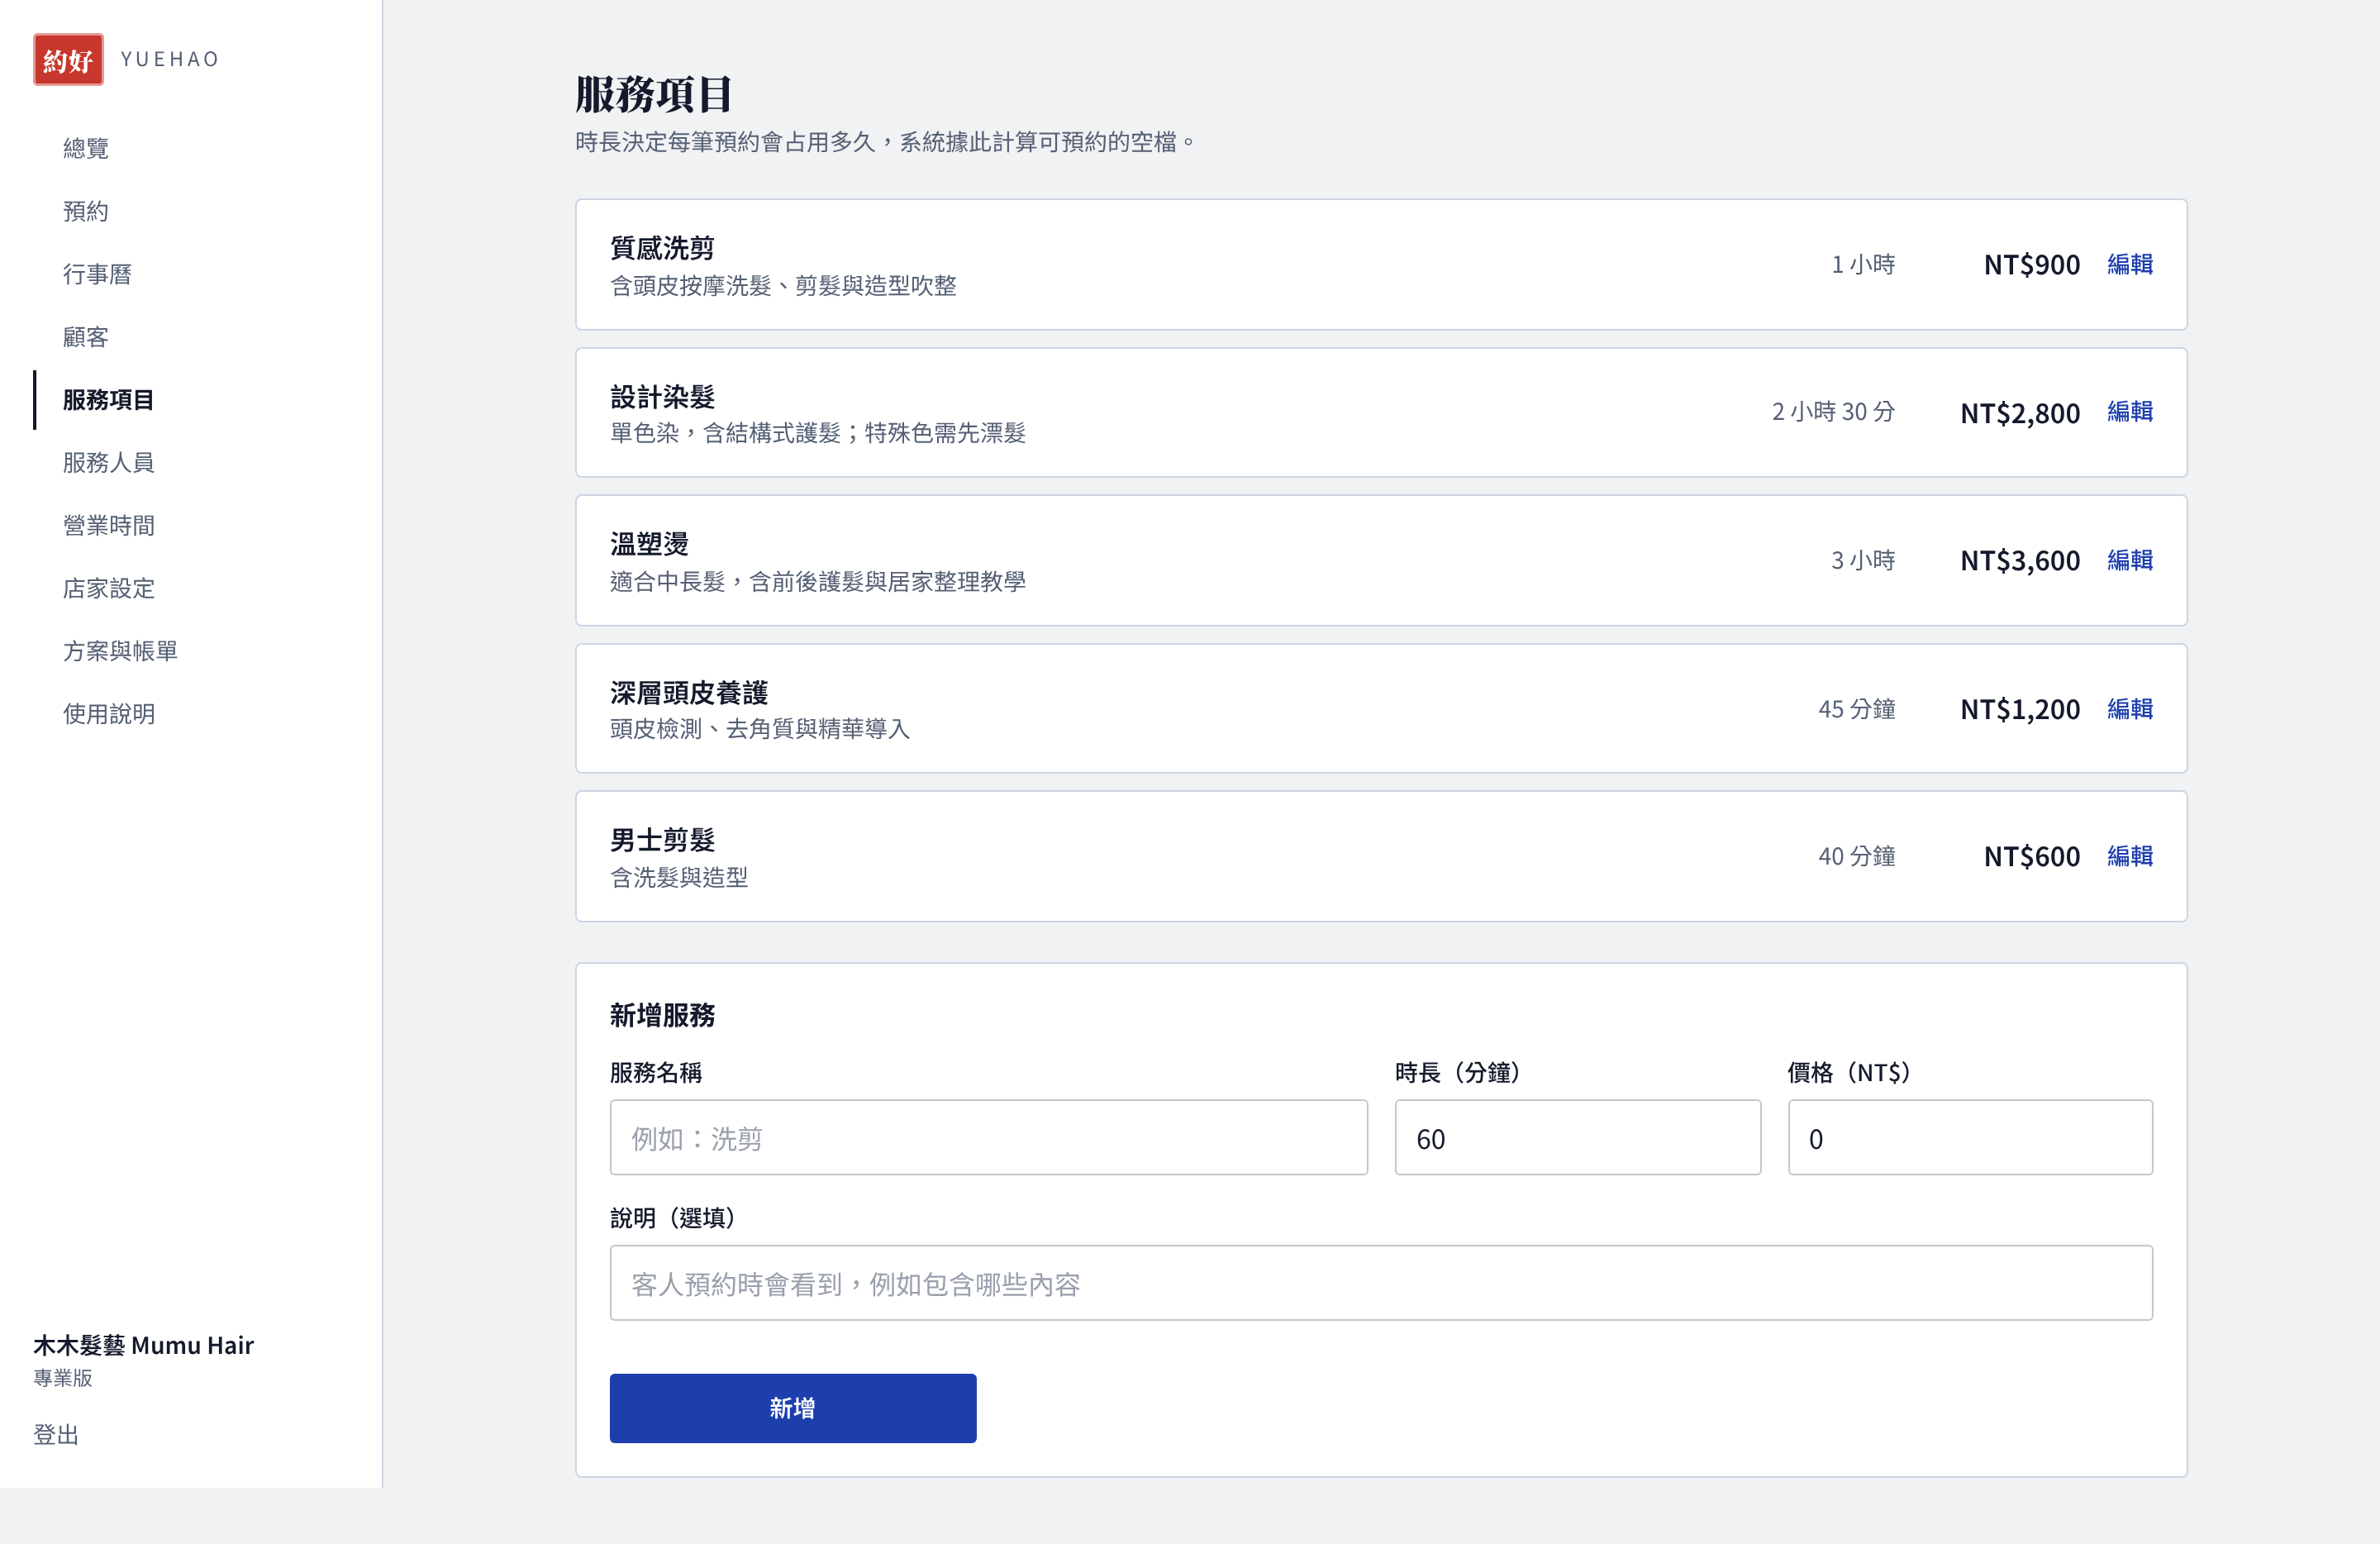 約好 YUEHAO
總覽
預約
行事曆
顧客
服務項目
服務人員
營業時間
店家設定
方案與帳單
使用說明
木木髮藝 Mumu Hair
專業版
登出
服務項目
時長決定每筆預約會占用多久，系統據此計算可預約的空檔。
質感洗剪
含頭皮按摩洗髮、剪髮與造型吹整
1 小時 NT$900 編輯
設計染髮
單色染，含結構式護髮；特殊色需先漂髮
2 小時 30 分 NT$2,800 編輯
溫塑燙
適合中長髮，含前後護髮與居家整理教學
3 小時 NT$3,600 編輯
深層頭皮養護
頭皮檢測、去角質與精華導入
45 分鐘 NT$1,200 編輯
男士剪髮
含洗髮與造型
40 分鐘 NT$600 編輯
新增服務
服務名稱 時長（分鐘） 價格（NT$）
例如：洗剪 60 0
說明（選填）
客人預約時會看到，例如包含哪些內容
新增